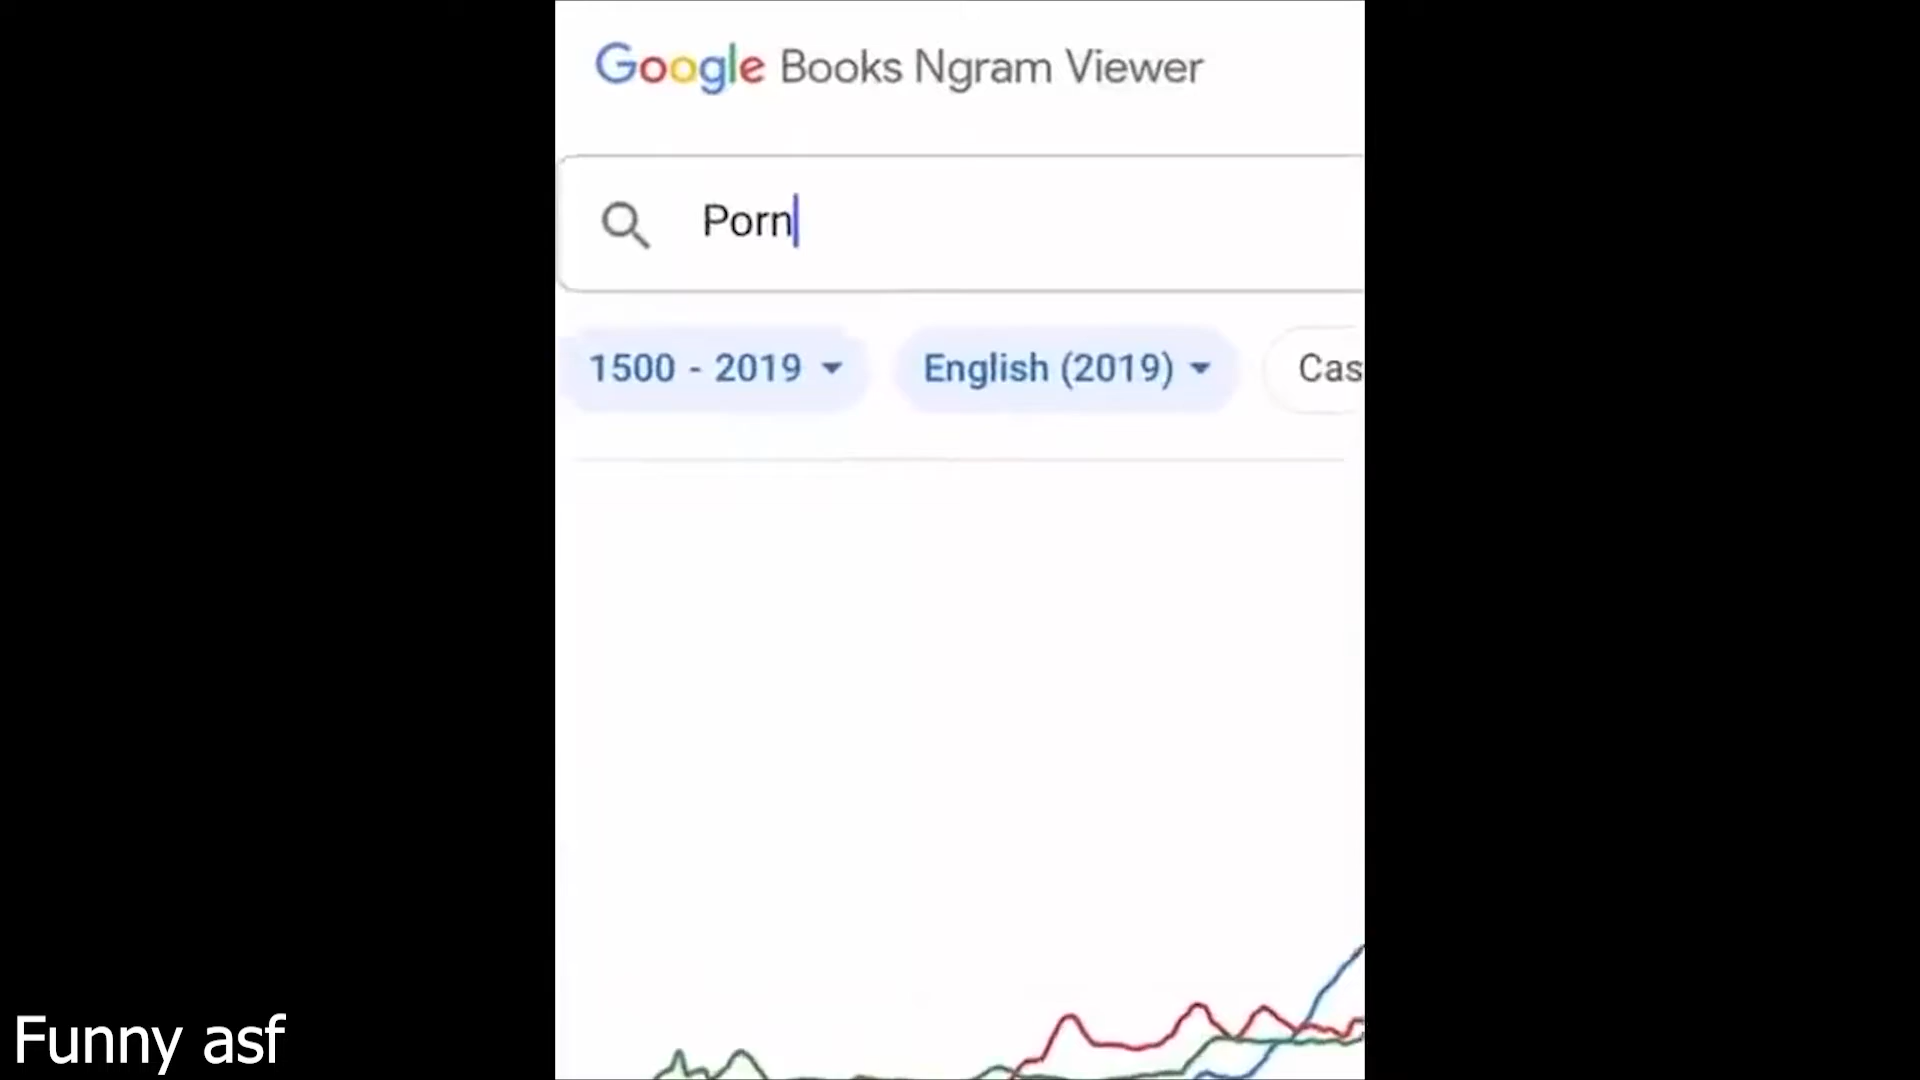 Google Books Ngram Viewer
Porn
1500 - 2019
English (2019)
Cas
Funny asf